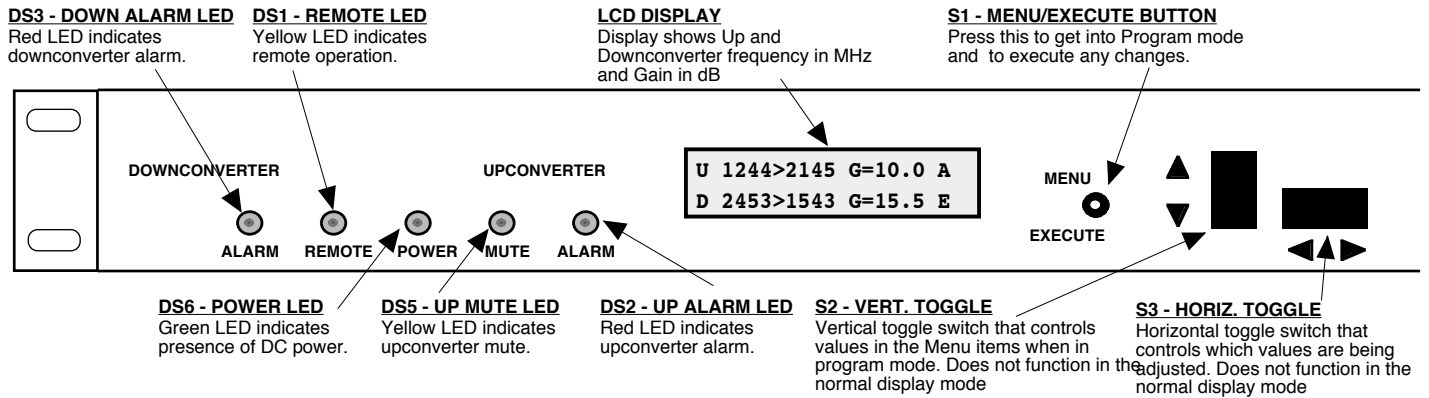 DS3 - DOWN ALARM LED
Red LED indicates
downconverter alarm.
DS1 - REMOTE LED
Yellow LED indicates
remote operation.
LCD DISPLAY
Display shows Up and
Downconverter frequency in MHz
and Gain in dB
S1 - MENU/EXECUTE BUTTON
Press this to get into Program mode
and to execute any changes.
DOWNCONVERTER
UPCONVERTER
U 1244>2145 G=10.0 A
D 2453>1543 G=15.5 E
MENU
EXECUTE
ALARM
REMOTE
POWER
MUTE
ALARM
DS6 - POWER LED
Green LED indicates
presence of DC power.
DS5 - UP MUTE LED
Yellow LED indicates
upconverter mute.
DS2 - UP ALARM LED
Red LED indicates
upconverter alarm.
S2 - VERT. TOGGLE
Vertical toggle switch that controls
values in the Menu items when in
program mode. Does not function in the
normal display mode
S3 - HORIZ. TOGGLE
Horizontal toggle switch that
controls which values are being
adjusted. Does not function in the
normal display mode